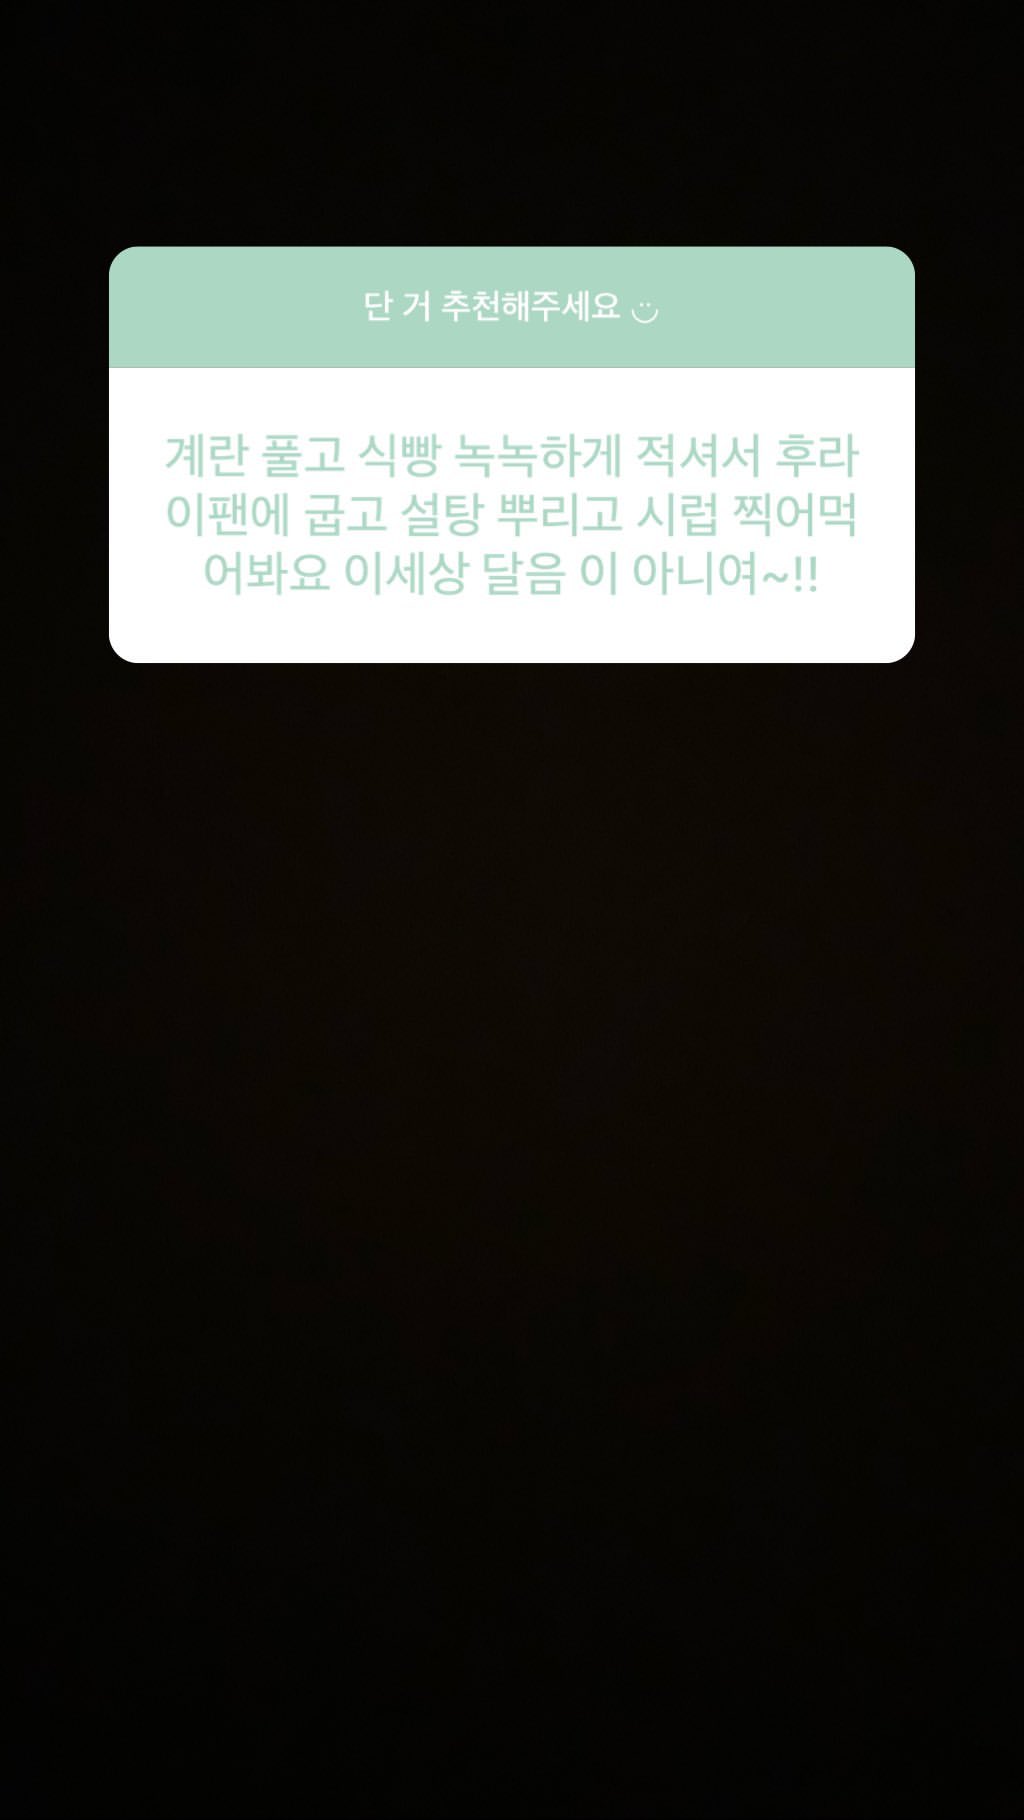 단 거 추천해주세요 ت
계란 풀고 식빵 녹녹하게 적셔서 후라
이팬에 굽고 설탕 뿌리고 시럽 찍어먹
어봐요 이세상 달음 이 아니여~!!